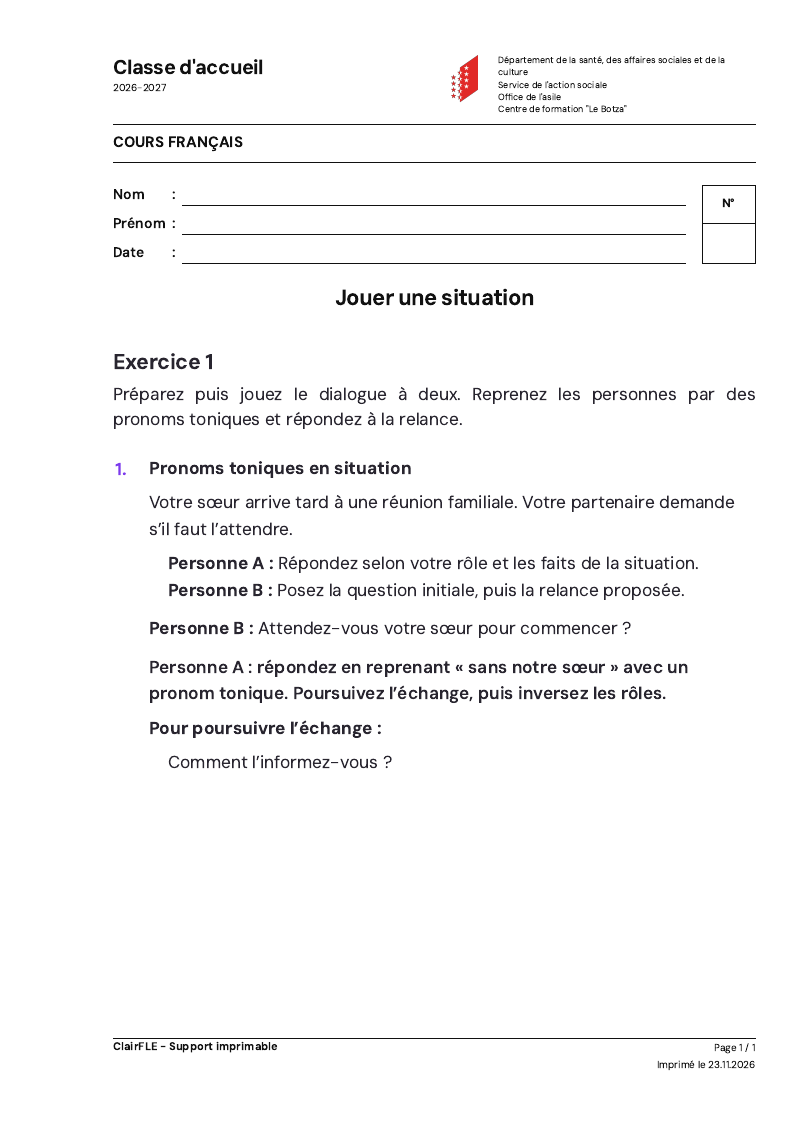 Classe d'accueil
2026-2027
Département de la santé, des affaires sociales et de la
culture
Service de l'action sociale
Office de l'asile
Centre de formation "Le Botza"
COURS FRANÇAIS
Nom :
Prénom :
Date :
N°
Jouer une situation
Exercice 1
Préparez puis jouez le dialogue à deux. Reprenez les personnes par des
pronoms toniques et répondez à la relance.
1. Pronoms toniques en situation
Votre sœur arrive tard à une réunion familiale. Votre partenaire demande
s’il faut l’attendre.
Personne A : Répondez selon votre rôle et les faits de la situation.
Personne B : Posez la question initiale, puis la relance proposée.
Personne B : Attendez-vous votre sœur pour commencer ?
Personne A : répondez en reprenant « sans notre sœur » avec un
pronom tonique. Poursuivez l’échange, puis inversez les rôles.
Pour poursuivre l’échange :
Comment l’informez-vous ?
ClairFLE - Support imprimable
Page 1 / 1
Imprimé le 23.11.2026